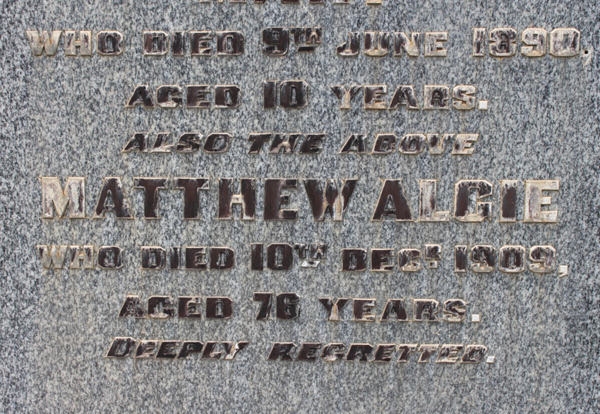 WHO DIED 9TH JUNE 1890,
AGED 10 YEARS.
ALSO THE ABOVE
MATTHEW ALGIE
WHO DIED 10TH DECR 1909,
AGED 76 YEARS.
DEEPLY REGRETTED.